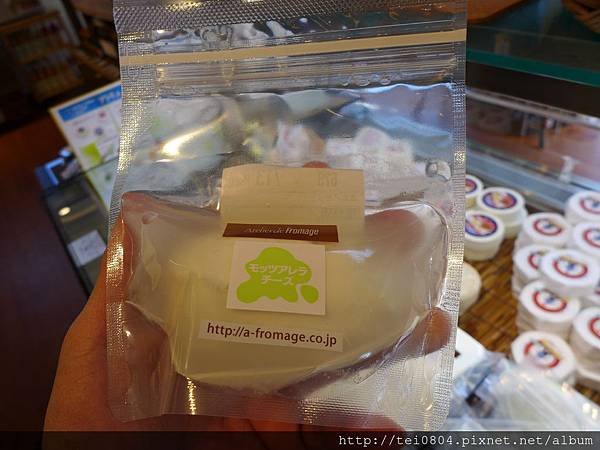 Atelier de Fromage
モッツアレラ
チーズ
http://a-fromage.co.jp
http://tei0804.pixnet.net/album